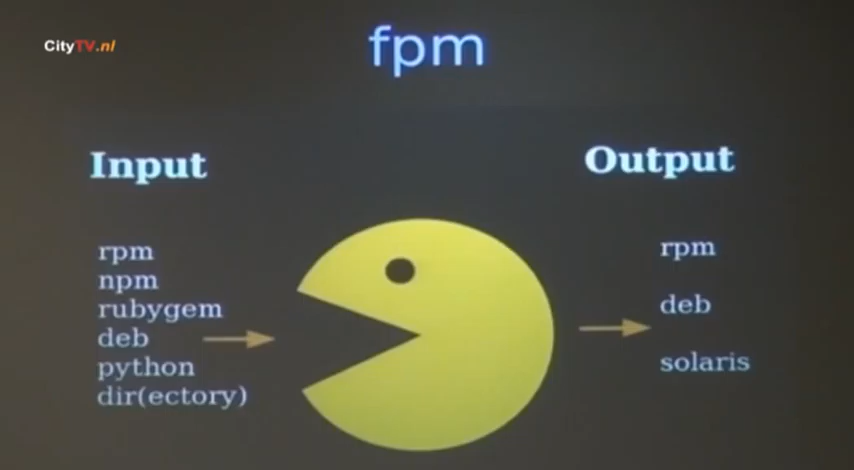 CityTV.nl
fpm
Input
rpm
npm
rubygem
deb
python
dir(ectory)
Output
rpm
deb
solaris